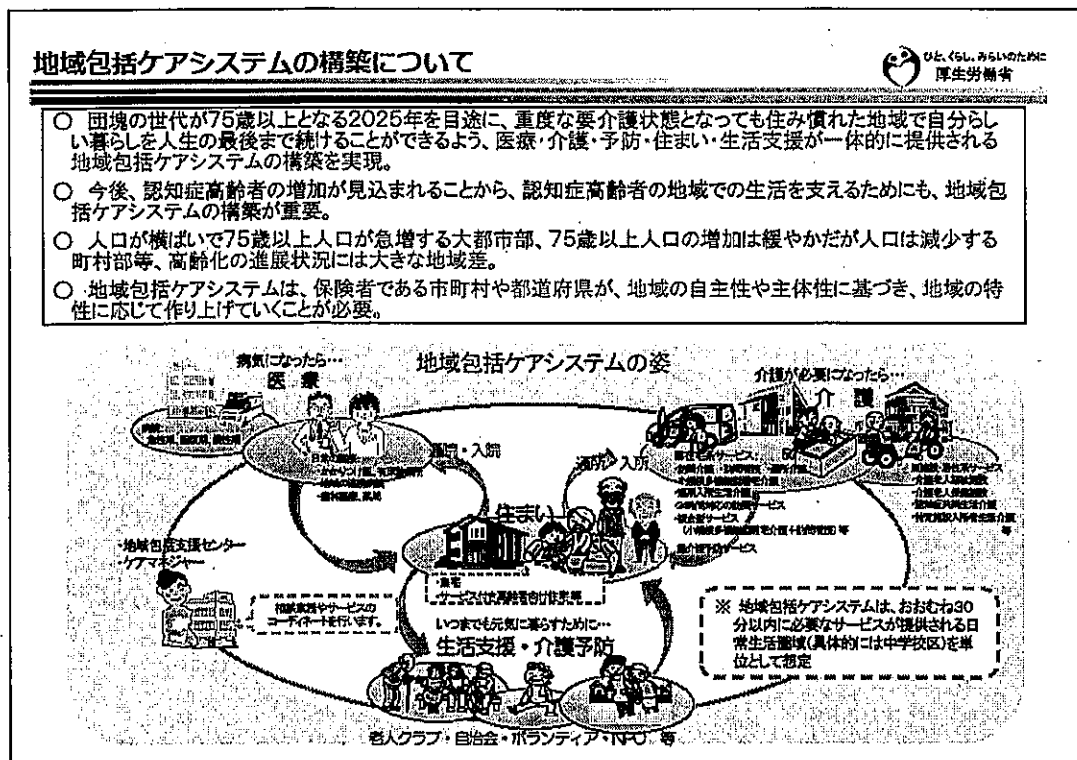 地域包括ケアシステムの構築について
ひと、くらし、みらいのために
厚生労働省
○ 団塊の世代が75歳以上となる2025年を目途に、重度な要介護状態となっても住み慣れた地域で自分らし
い暮らしを人生の最後まで続けることができるよう、医療・介護・予防・住まい・生活支援が一体的に提供される
地域包括ケアシステムの構築を実現。
○ 今後、認知症高齢者の増加が見込まれることから、認知症高齢者の地域での生活を支えるためにも、地域包
括ケアシステムの構築が重要。
○ 人口が横ばいで75歳以上人口が急増する大都市部、75歳以上人口の増加は緩やかだが人口は減少する
町村部等、高齢化の進展状況には大きな地域差。
○ 地域包括ケアシステムは、保険者である市町村や都道府県が、地域の自主性や主体性に基づき、地域の特
性に応じて作り上げていくことが必要。
地域包括ケアシステムの姿
病気になったら…
医 療
介護が必要になったら…
介 護
通院・入院
通所・入所
住まい
・地域包括支援センター
・ケアマネジャー
相談業務やサービスの
コーディネートを行います。
・自宅
・サービス付き高齢者向け住宅等
いつまでも元気に暮らすために…
生活支援・介護予防
老人クラブ・自治会・ボランティア・NPO 等
※ 地域包括ケアシステムは、おおむね30
分以内に必要なサービスが提供される日
常生活圏域(具体的には中学校区)を単
位として想定